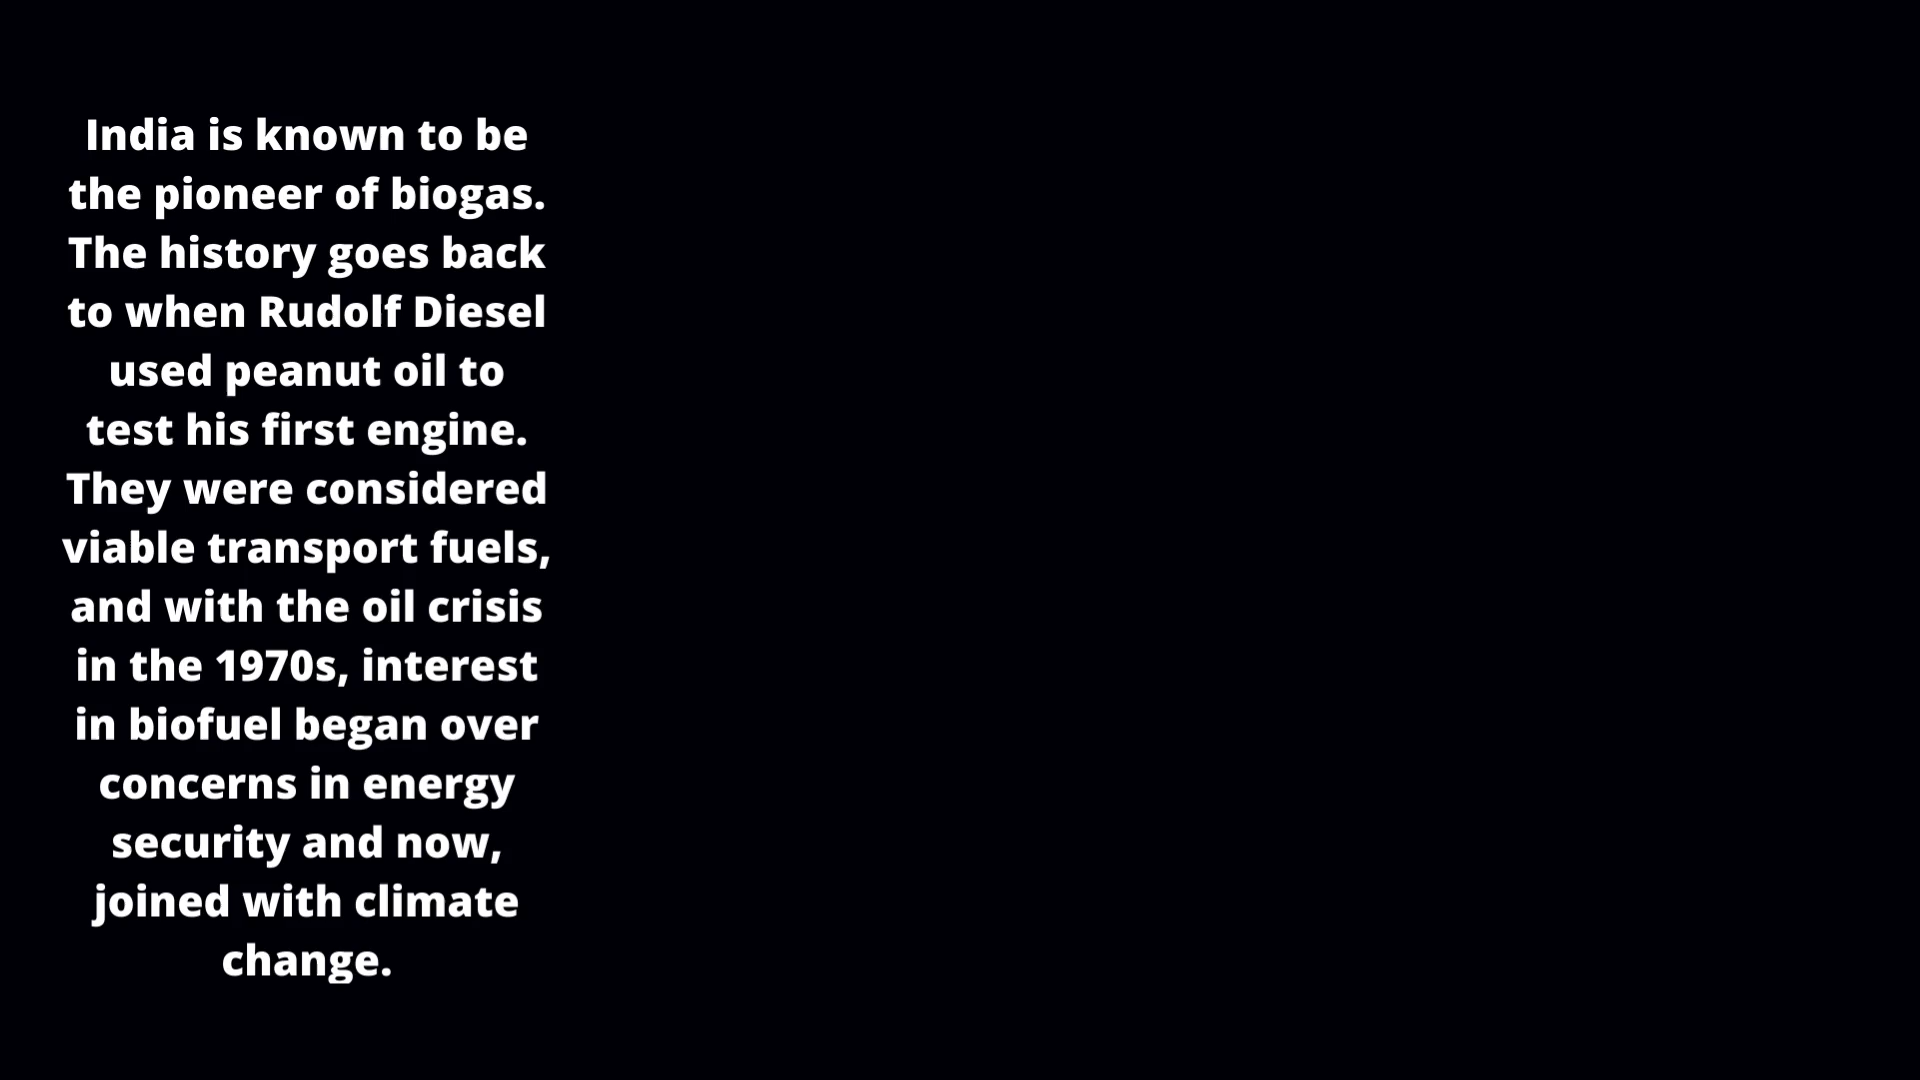 India is known to be
the pioneer of biogas.
The history goes back
to when Rudolf Diesel
used peanut oil to
test his first engine.
They were considered
viable transport fuels,
and with the oil crisis
in the 1970s, interest
in biofuel began over
concerns in energy
security and now,
joined with climate
change.